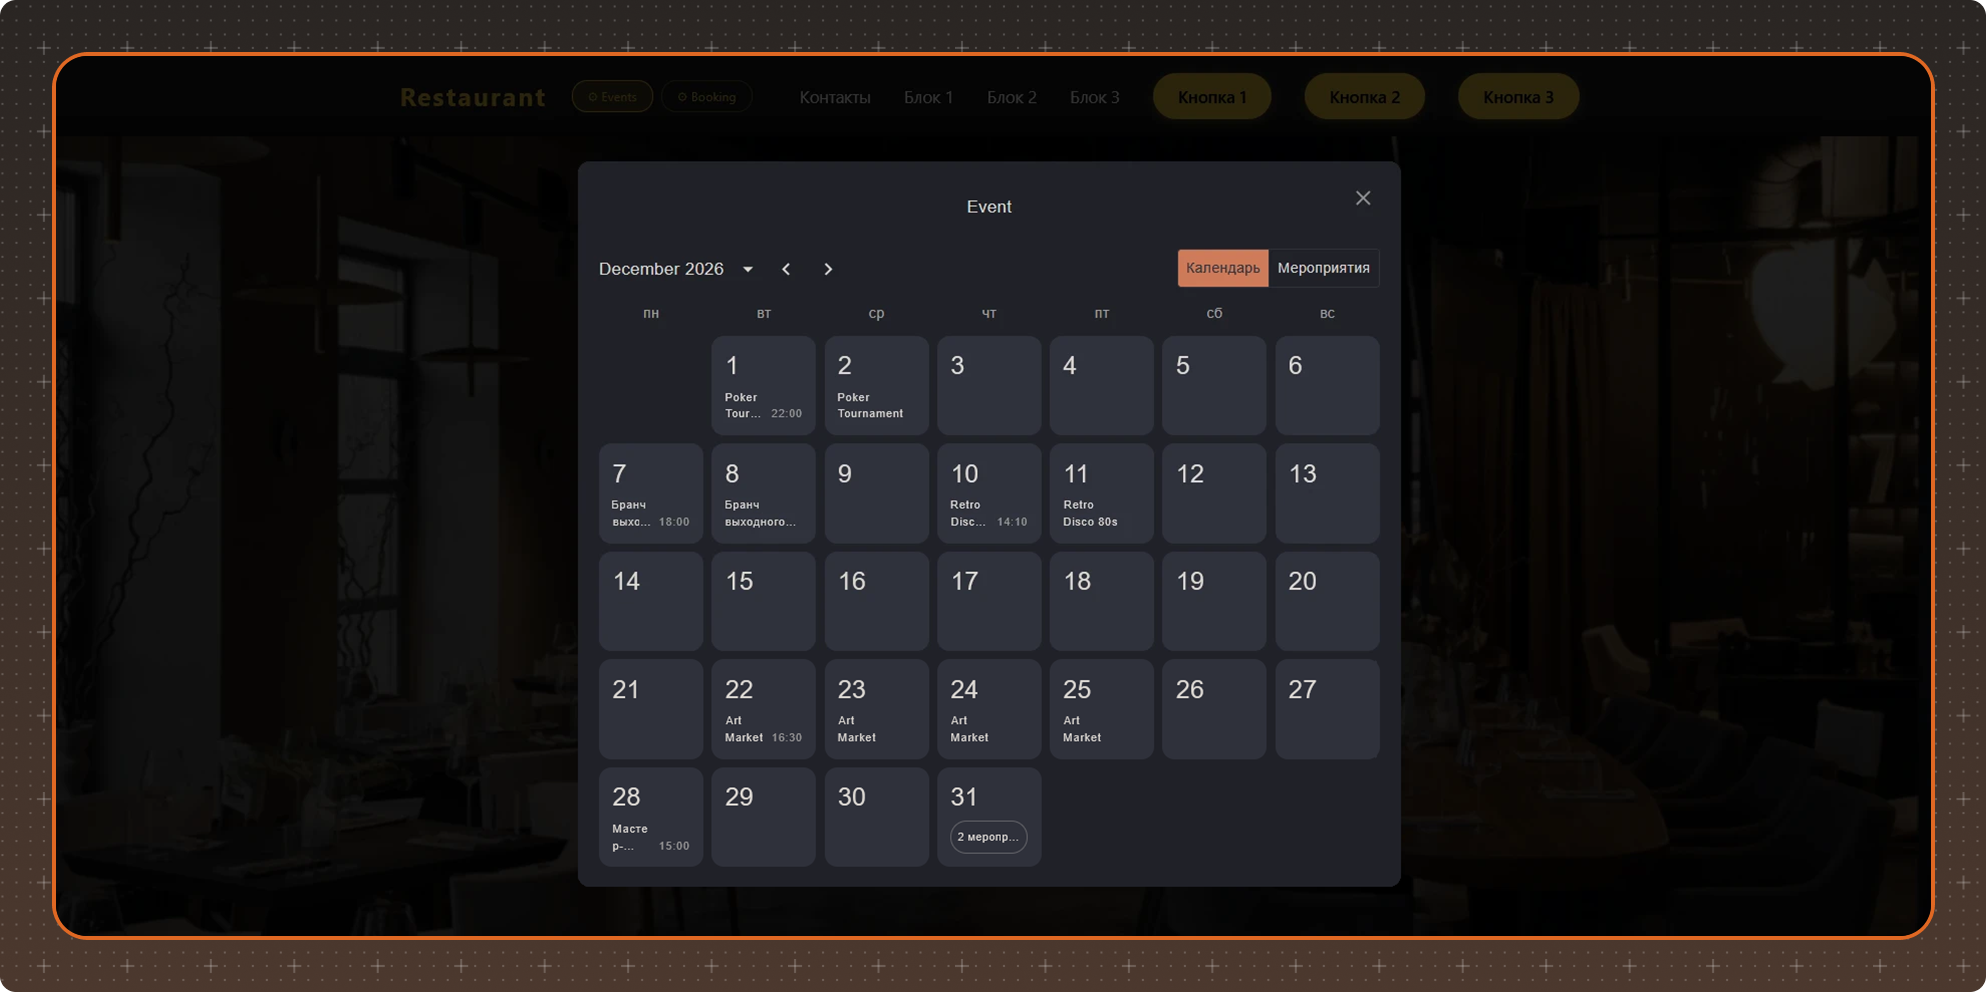 Restaurant
Events
Booking
Контакты
Блок 1
Блок 2
Блок 3
Кнопка 1
Кнопка 2
Кнопка 3
Event
December 2026
Календарь
Мероприятия
пн
вт
ср
чт
пт
сб
вс
1
Poker
Tour... 22:00
2
Poker
Tournament
3
4
5
6
7
Бранч
выхо... 18:00
8
Бранч
выходного...
9
10
Retro
Disc... 14:10
11
Retro
Disco 80s
12
13
14
15
16
17
18
19
20
21
22
Art
Market 16:30
23
Art
Market
24
Art
Market
25
Art
Market
26
27
28
Масте
р-... 15:00
29
30
31
2 меропр...